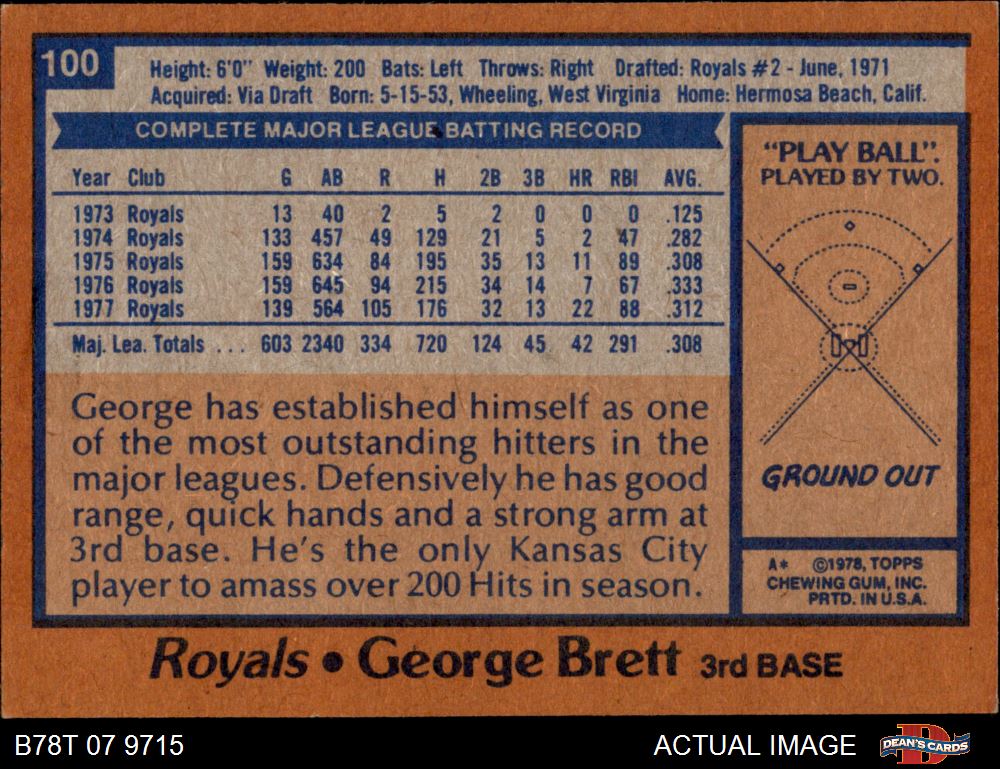 100
Height: 6'0" Weight: 200 Bats: Left Throws: Right Drafted: Royals #2 - June, 1971
Acquired: Via Draft Born: 5-15-53, Wheeling, West Virginia Home: Hermosa Beach, Calif.
COMPLETE MAJOR LEAGUE BATTING RECORD
Year Club G AB R H 2B 3B HR RBI AVG.
1973 Royals 13 40 2 5 2 0 0 0 .125
1974 Royals 133 457 49 129 21 5 2 47 .282
1975 Royals 159 634 84 195 35 13 11 89 .308
1976 Royals 159 645 94 215 34 14 7 67 .333
1977 Royals 139 564 105 176 32 13 22 88 .312
Maj. Lea. Totals ... 603 2340 334 720 124 45 42 291 .308
George has established himself as one
of the most outstanding hitters in the
major leagues. Defensively he has good
range, quick hands and a strong arm at
3rd base. He's the only Kansas City
player to amass over 200 Hits in season.
"PLAY BALL".
PLAYED BY TWO.
GROUND OUT
A* ©1978, TOPPS
CHEWING GUM, INC.
PRTD. IN U.S.A.
Royals • George Brett 3rd BASE
B78T 07 9715
ACTUAL IMAGE
D
DEAN'S CARDS